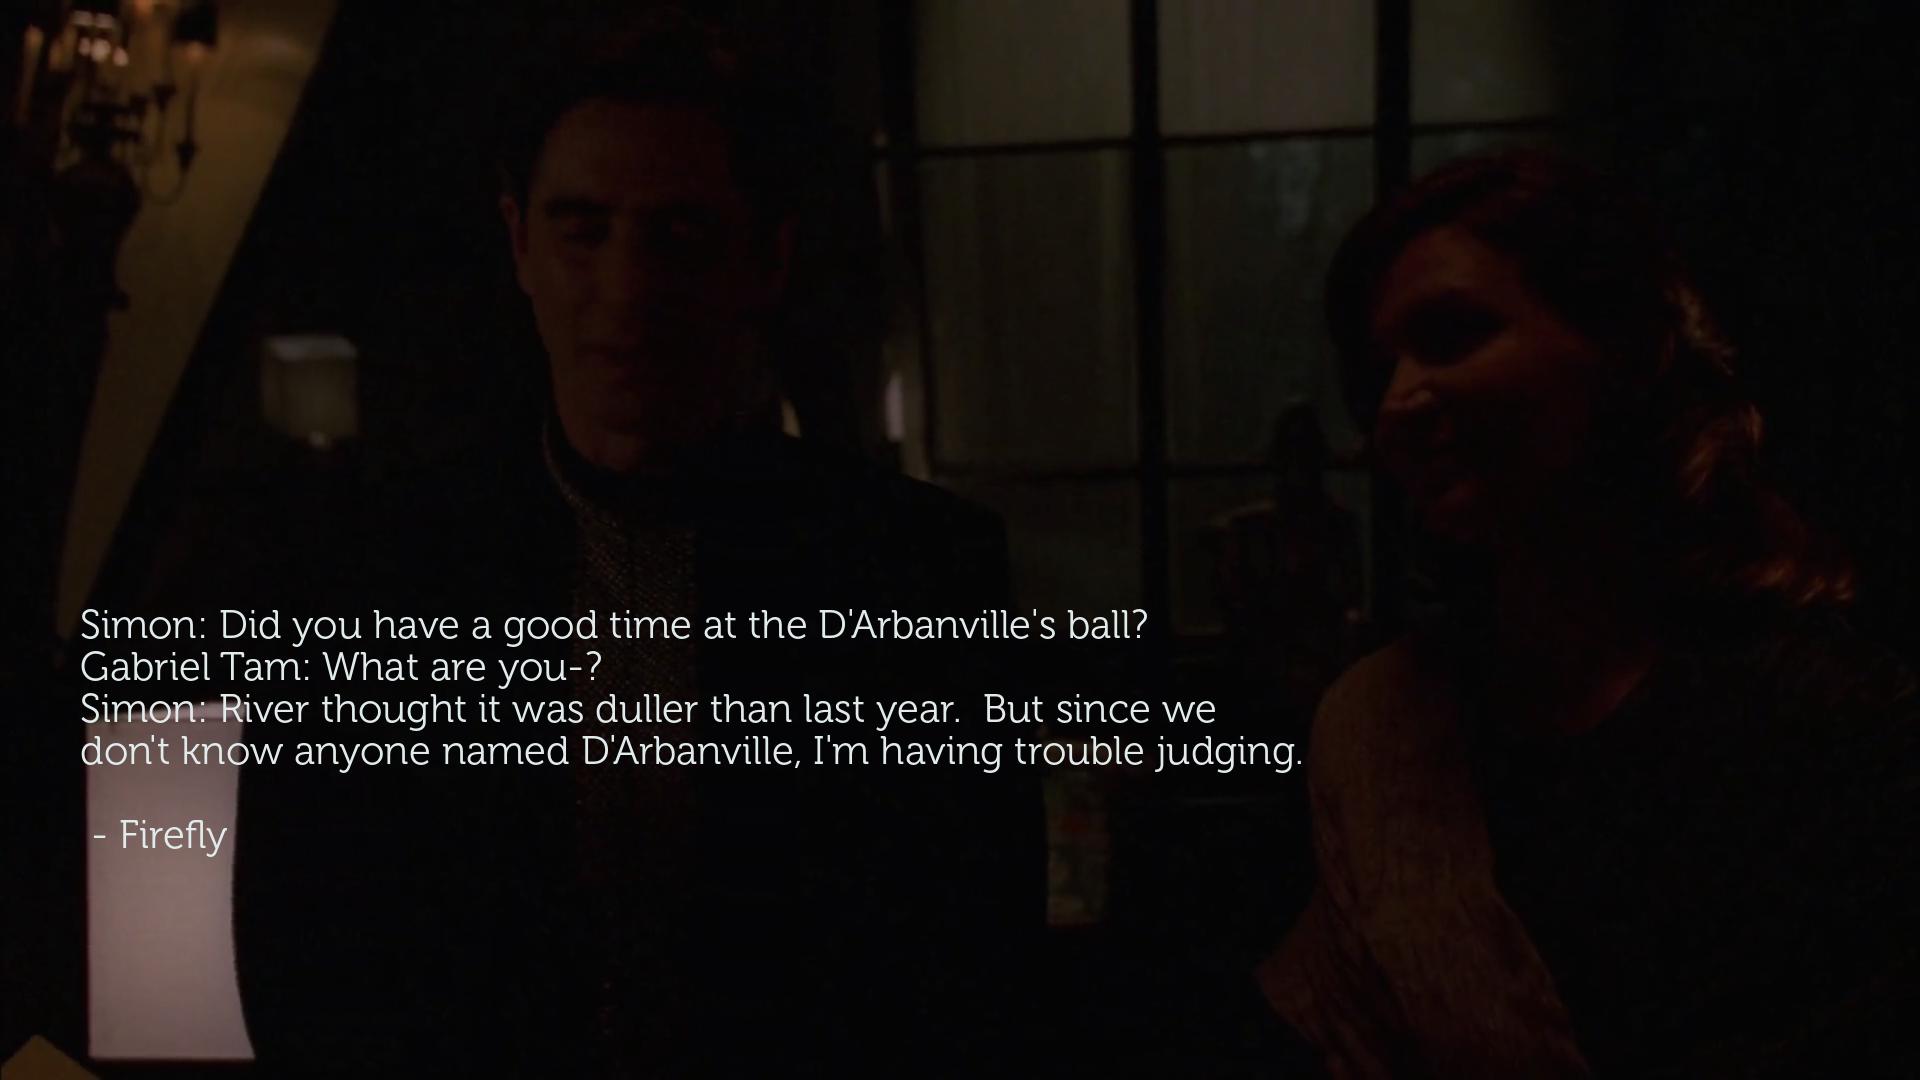 Simon: Did you have a good time at the D'Arbanville's ball?
Gabriel Tam: What are you-?
Simon: River thought it was duller than last year.  But since we
don't know anyone named D'Arbanville, I'm having trouble judging.
- Firefly